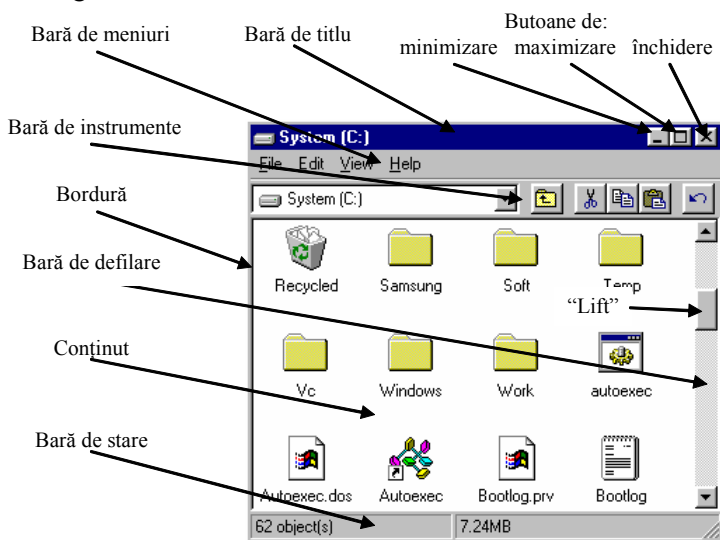 Butoane de:
Bară de meniuri
Bară de titlu
minimizare maximizare închidere
Bară de instrumente
System (C:)
File Edit View Help
System (C:)
Bordură
Recycled Samsung Soft Temp
Bară de defilare
"Lift"
Conținut
Vc Windows Work autoexec
Bară de stare
Autoexec.dos Autoexec Bootlog.prv Bootlog
62 object(s) 7.24MB